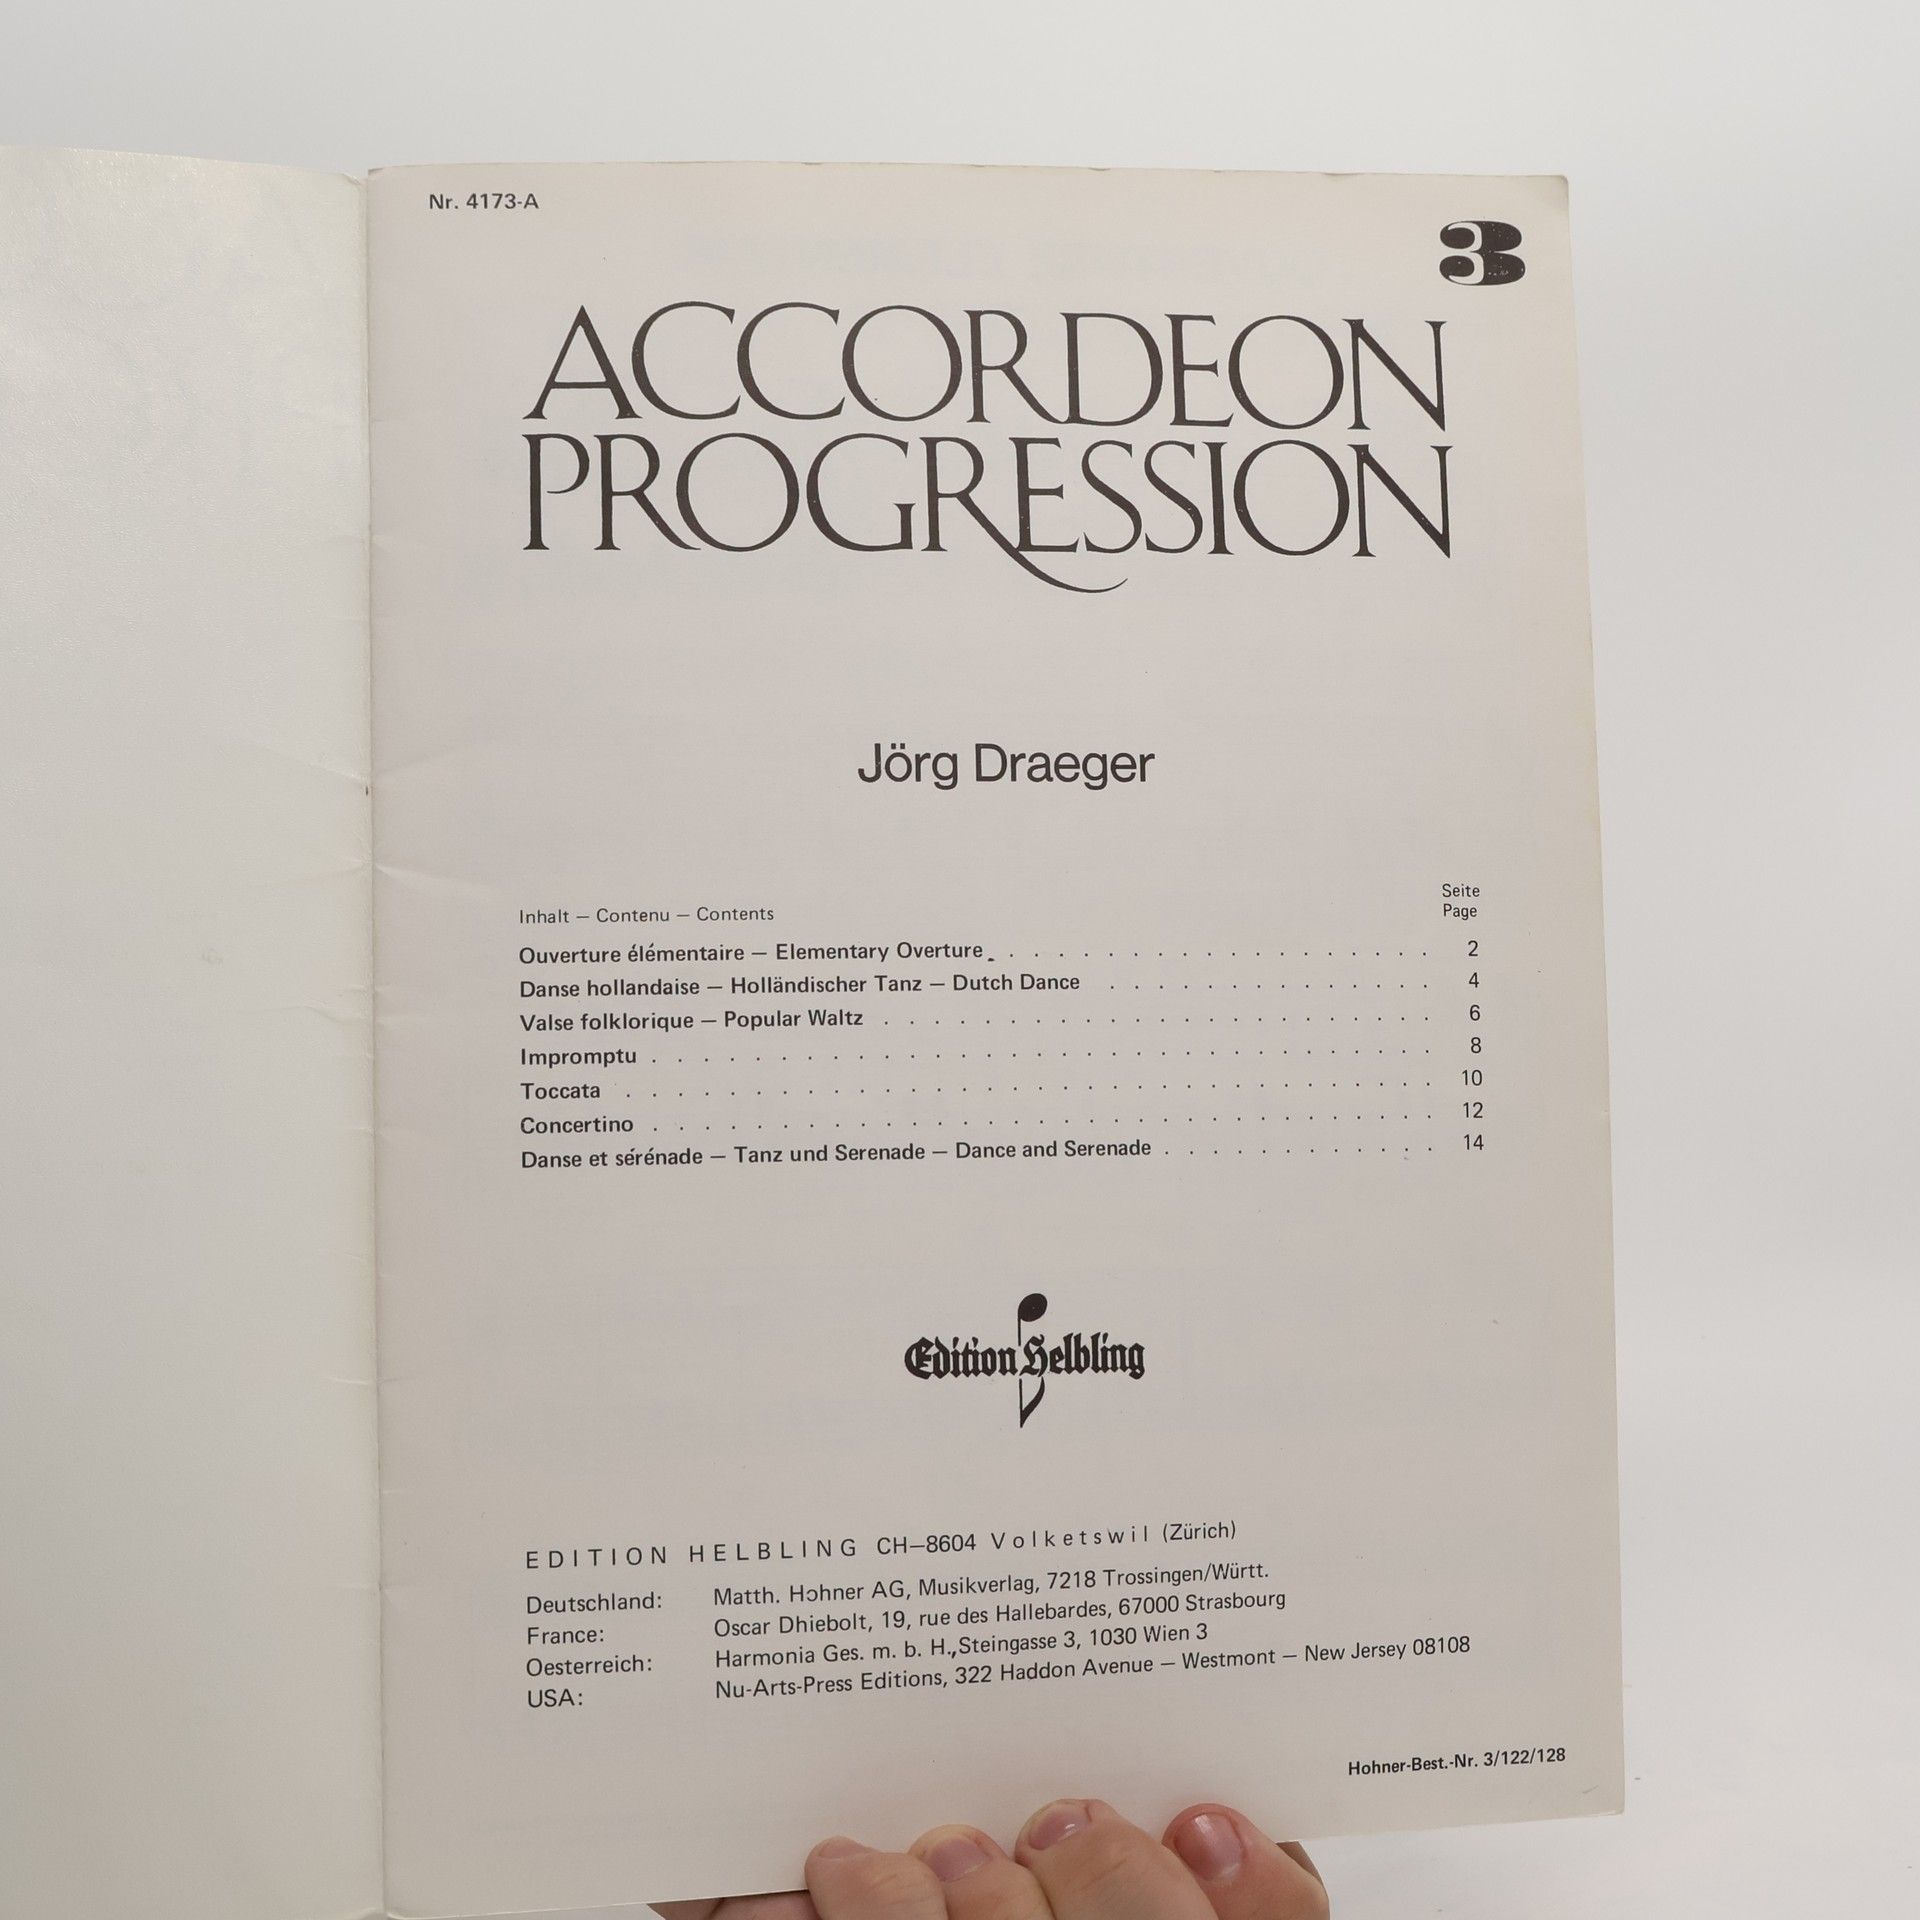 Nr. 4173-A
3
ACCORDEON
PROGRESSION
Jörg Draeger
Seite
Inhalt – Contenu – Contents Page
Ouverture élémentaire – Elementary Overture . . . . . . . . . . . . . . . . . . . 2
Danse hollandaise – Holländischer Tanz – Dutch Dance . . . . . . . . . . . . . . 4
Valse folklorique – Popular Waltz . . . . . . . . . . . . . . . . . . . . . . . 6
Impromptu . . . . . . . . . . . . . . . . . . . . . . . . . . . . . . . 8
Toccata . . . . . . . . . . . . . . . . . . . . . . . . . . . . . . . . 10
Concertino . . . . . . . . . . . . . . . . . . . . . . . . . . . . . . . 12
Danse et sérénade – Tanz und Serenade – Dance and Serenade . . . . . . . . . . . . 14
Edition Helbling
EDITION HELBLING CH–8604 Volketswil (Zürich)
Deutschland: Matth. Hohner AG, Musikverlag, 7218 Trossingen/Württ.
France: Oscar Dhiebolt, 19, rue des Hallebardes, 67000 Strasbourg
Oesterreich: Harmonia Ges. m. b. H., Steingasse 3, 1030 Wien 3
USA: Nu-Arts-Press Editions, 322 Haddon Avenue – Westmont – New Jersey 08108
Hohner-Best.-Nr. 3/122/128